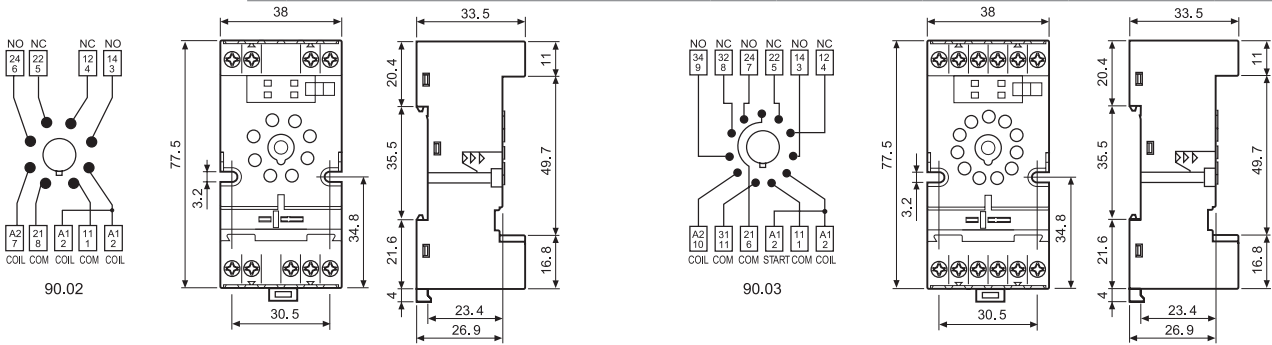 38
33.5
NO NC NC NO
24 22 12 14
6 5 4 3
77.5
3.2
34.8
30.5
20.4
35.5
21.6
4
11
49.7
16.8
23.4
26.9
A2 21 A1 11 A1
7 8 2 1 2
COIL COM COIL COM COIL
90.02
38
33.5
NO NC NO NC NO NC
34 32 24 22 14 12
9 8 7 5 3 4
77.5
3.2
34.8
30.5
20.4
35.5
21.6
4
11
49.7
16.8
23.4
26.9
A2 31 21 A1 11 A1
10 11 6 2 1 2
COIL COM COM START COM COIL
90.03